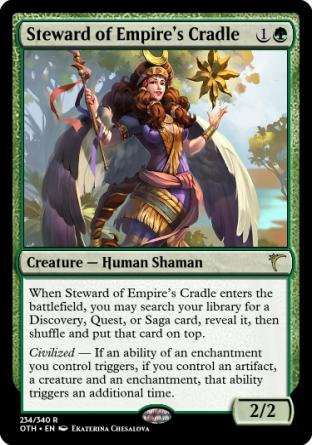 Steward of Empire's Cradle 1
Creature — Human Shaman
When Steward of Empire's Cradle enters the
battlefield, you may search your library for a
Discovery, Quest, or Saga card, reveal it, then
shuffle and put that card on top.
Civilized — If an ability of an enchantment
you control triggers, if you control an artifact,
a creature and an enchantment, that ability
triggers an additional time.
2/2
234/340 R
OTH • EN Ekaterina Chesalova